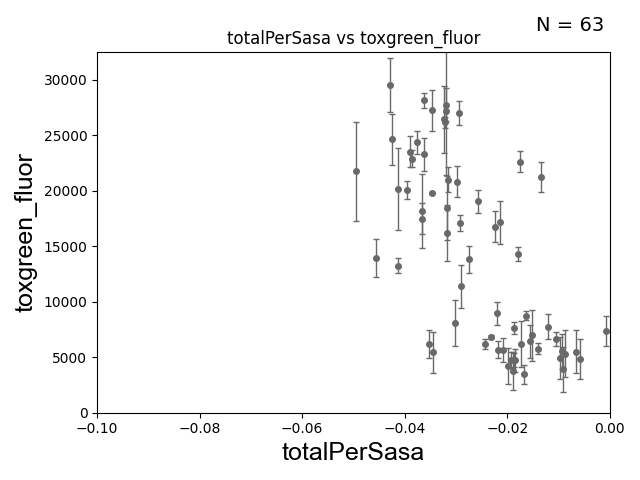 N = 63
totalPerSasa vs toxgreen_fluor
30000
25000
20000
15000
10000
5000
0
toxgreen_fluor
−0.10 −0.08 −0.06 −0.04 −0.02 0.00
totalPerSasa